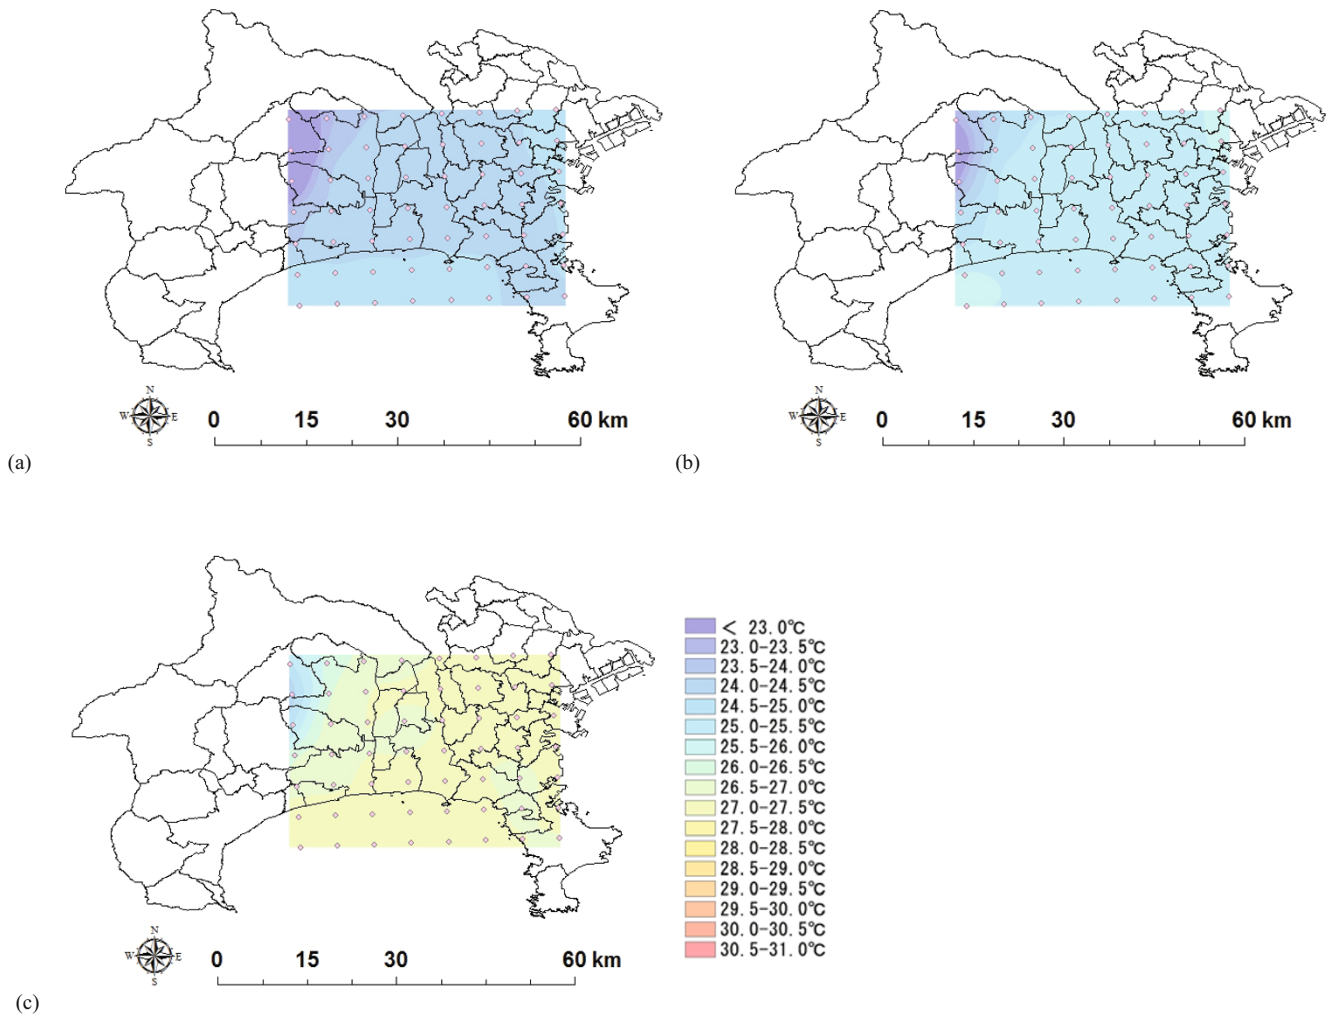 N
W E
S
0 15 30 60 km
(a)
N
W E
S
0 15 30 60 km
(b)
N
W E
S
0 15 30 60 km
(c)
< 23.0℃
23.0-23.5℃
23.5-24.0℃
24.0-24.5℃
24.5-25.0℃
25.0-25.5℃
25.5-26.0℃
26.0-26.5℃
26.5-27.0℃
27.0-27.5℃
27.5-28.0℃
28.0-28.5℃
28.5-29.0℃
29.0-29.5℃
29.5-30.0℃
30.0-30.5℃
30.5-31.0℃